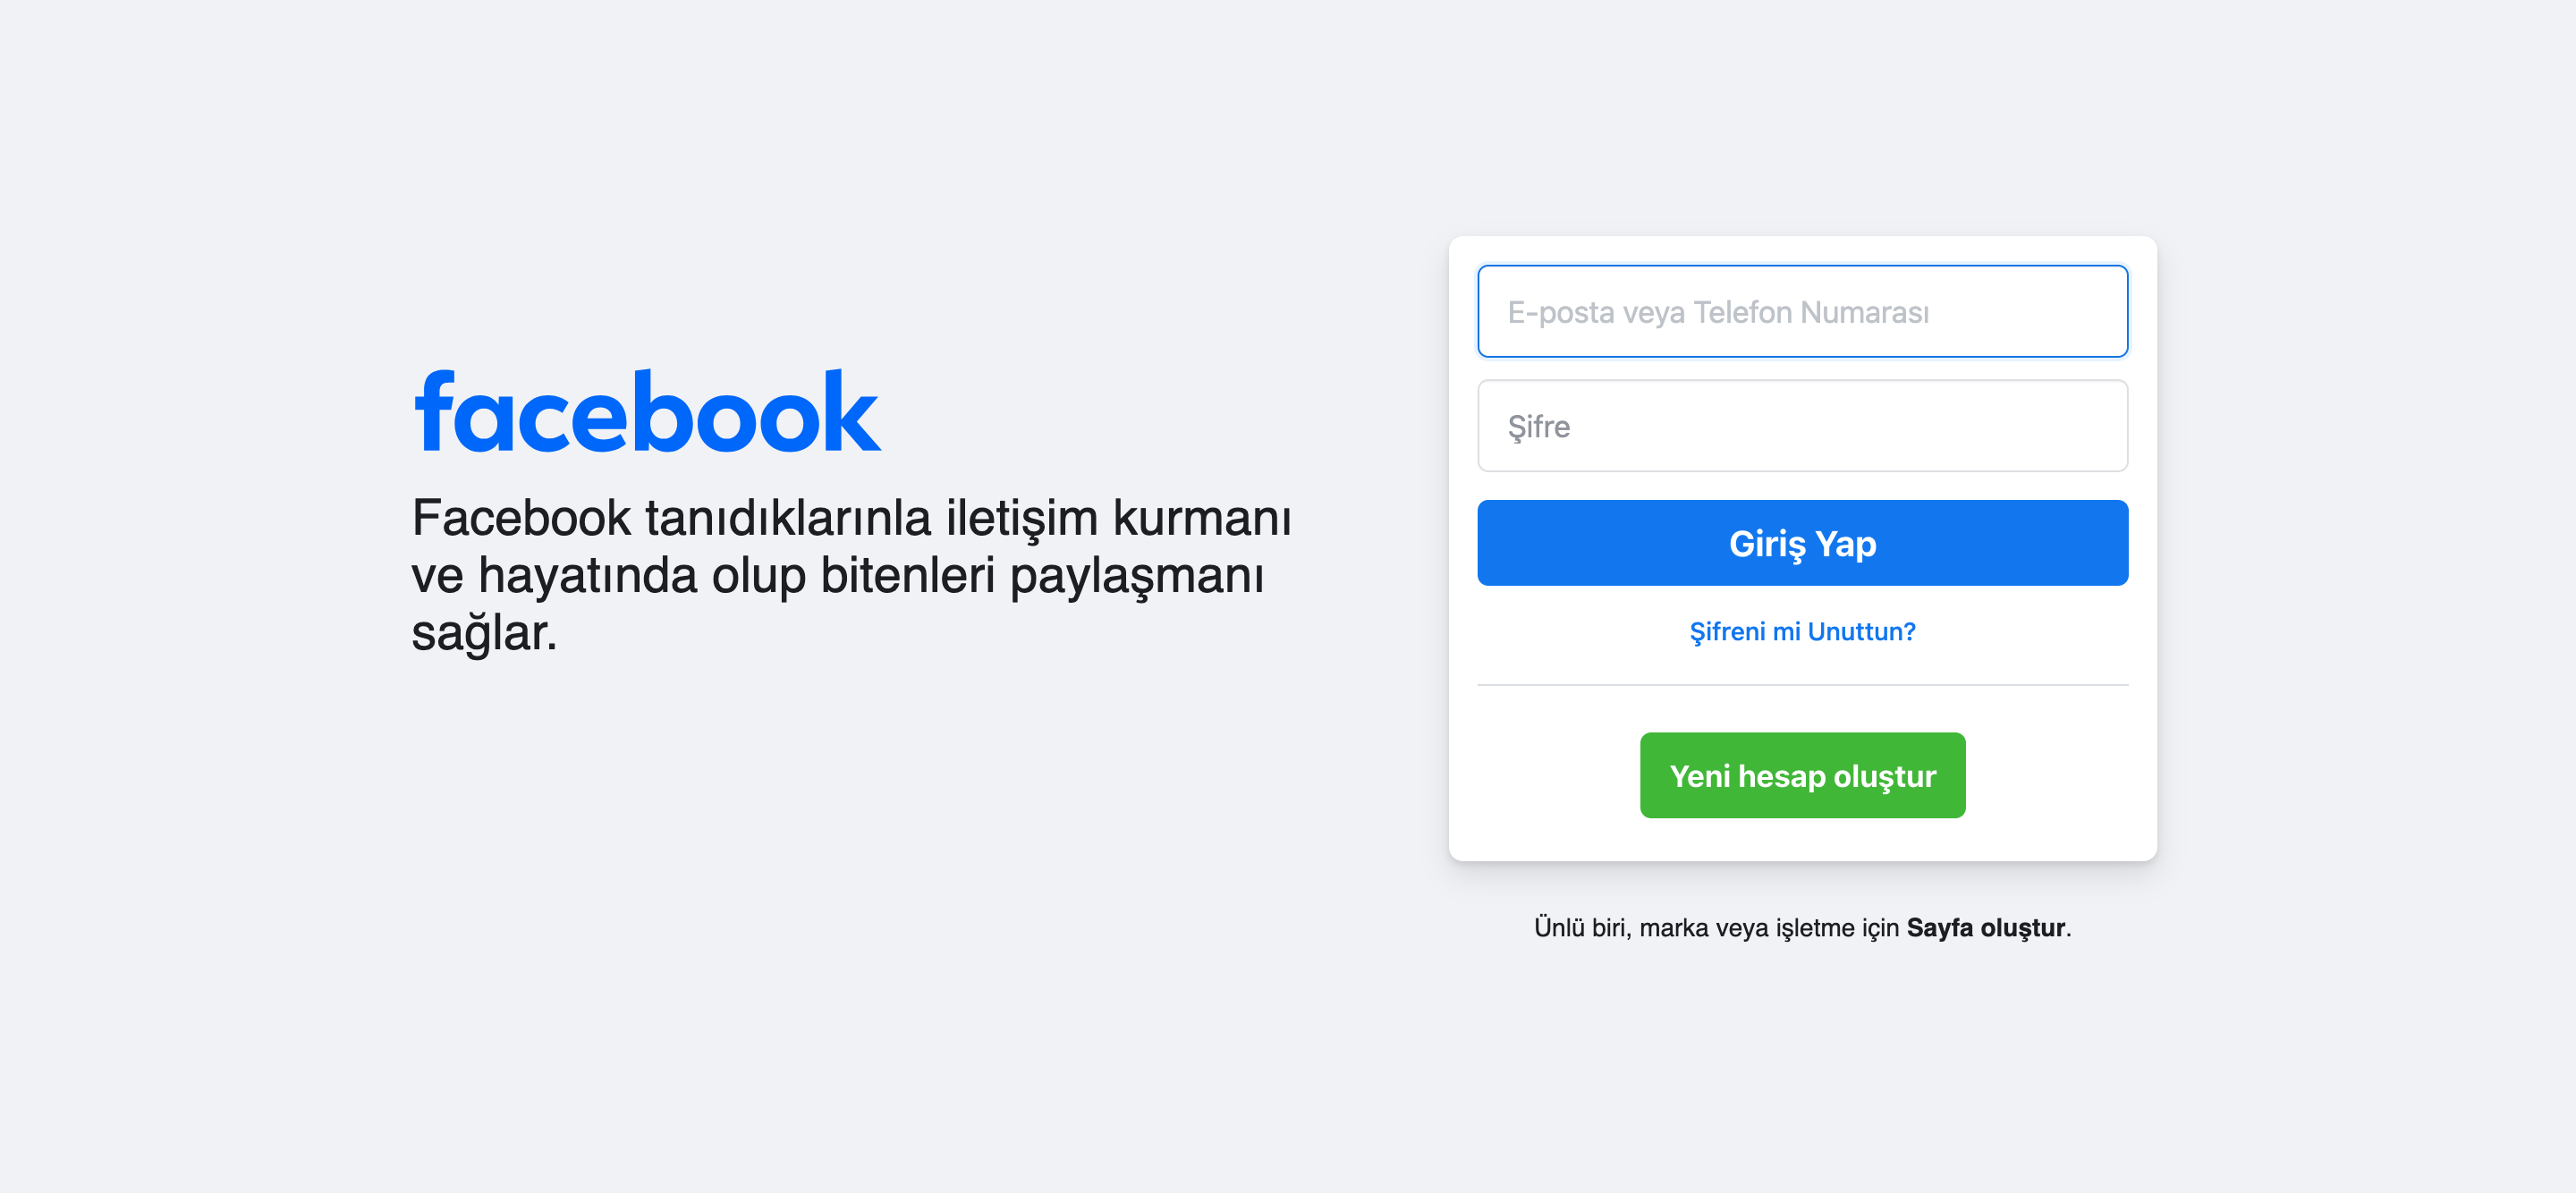 facebook
Facebook tanıdıklarınla iletişim kurmanı
ve hayatında olup bitenleri paylaşmanı
sağlar.
E-posta veya Telefon Numarası
Şifre
Giriş Yap
Şifreni mi Unuttun?
Yeni hesap oluştur
Ünlü biri, marka veya işletme için Sayfa oluştur.